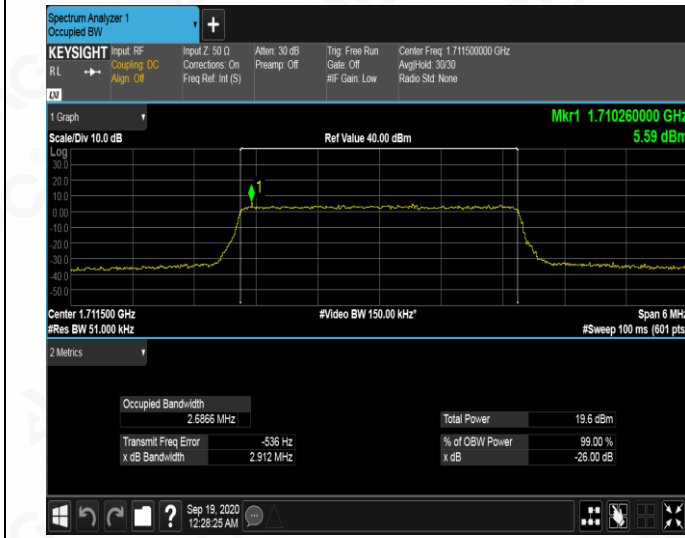 Spectrum Analyzer 1
Occupied BW
+
KEYSIGHT Input: RF Input Z: 50 Ω Atten: 30 dB Trig: Free Run Center Freq: 1.711500000 GHz
RL Coupling: DC Corrections: On Preamp: Off Gate: Off Avg|Hold: 30/30
Align: Off Freq Ref: Int (S) #IF Gain: Low Radio Std: None
LXI
1 Graph Mkr1 1.710260000 GHz
Scale/Div 10.0 dB Ref Value 40.00 dBm 5.59 dBm
Log
30.0
20.0
1
10.0
0.00
-10.0
-20.0
-30.0
-40.0
-50.0
Center 1.711500 GHz #Video BW 150.00 kHz* Span 6 MHz
#Res BW 51.000 kHz #Sweep 100 ms (601 pts
2 Metrics
Occupied Bandwidth
2.6866 MHz Total Power 19.6 dBm
Transmit Freq Error -536 Hz % of OBW Power 99.00 %
x dB Bandwidth 2.912 MHz x dB -26.00 dB
? Sep 19, 2020
12:28:25 AM